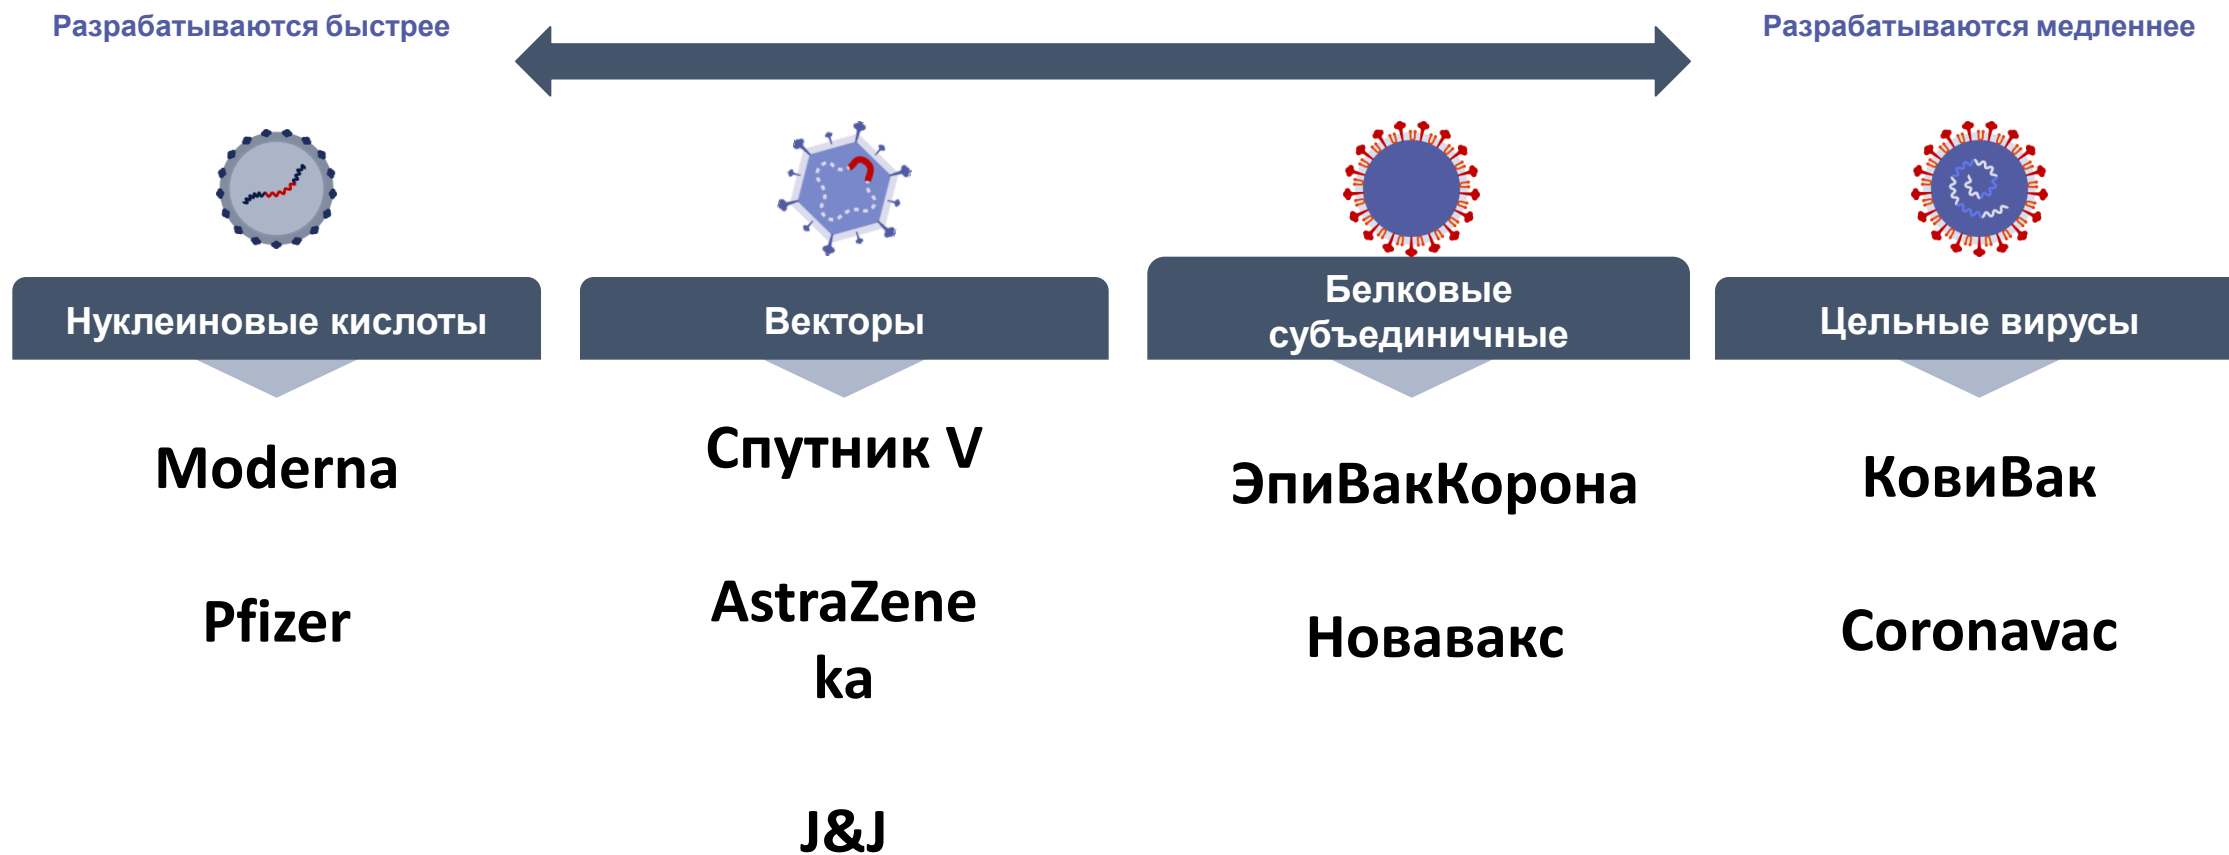 Разрабатываются быстрее
Разрабатываются медленнее
Нуклеиновые кислоты
Векторы
Белковые
субъединичные
Цельные вирусы
Moderna
Pfizer
Спутник V
AstraZene
ka
J&J
ЭпиВакКорона
Новавакс
КовиВак
Coronavac